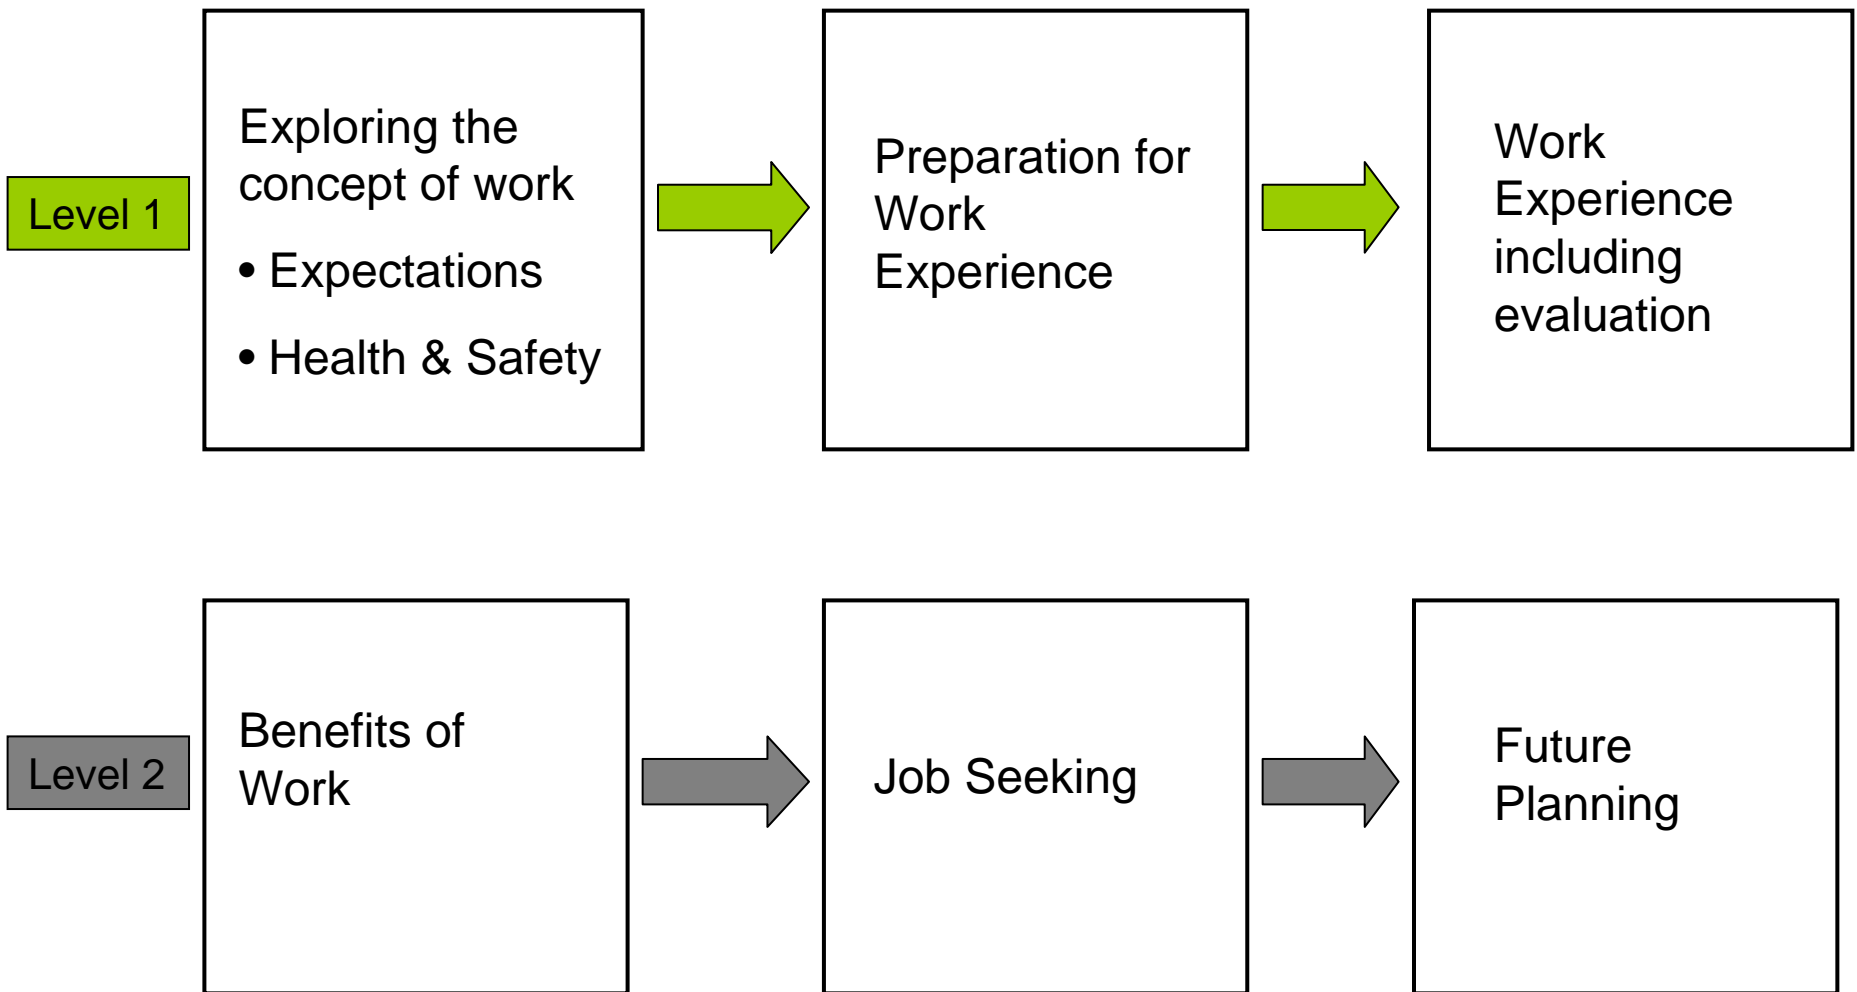 Level 1
Exploring the
concept of work
• Expectations
• Health & Safety
Preparation for
Work
Experience
Work
Experience
including
evaluation
Level 2
Benefits of
Work
Job Seeking
Future
Planning